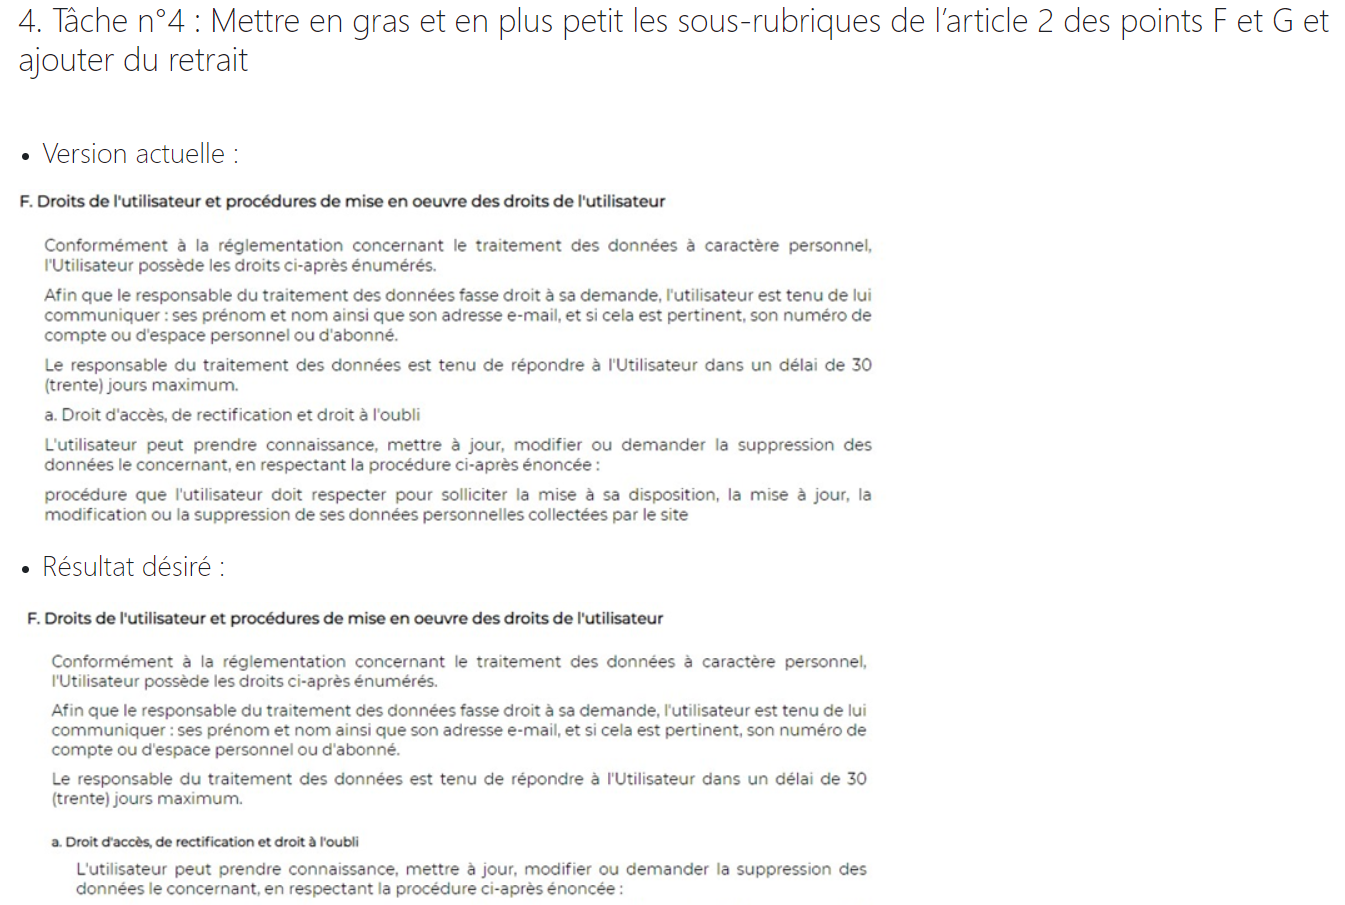 4. Tâche n°4 : Mettre en gras et en plus petit les sous-rubriques de l’article 2 des points F et G et
ajouter du retrait
• Version actuelle :
F. Droits de l'utilisateur et procédures de mise en oeuvre des droits de l'utilisateur
Conformément à la réglementation concernant le traitement des données à caractère personnel,
l'Utilisateur possède les droits ci-après énumérés.
Afin que le responsable du traitement des données fasse droit à sa demande, l'utilisateur est tenu de lui
communiquer : ses prénom et nom ainsi que son adresse e-mail, et si cela est pertinent, son numéro de
compte ou d'espace personnel ou d'abonné.
Le responsable du traitement des données est tenu de répondre à l'Utilisateur dans un délai de 30
(trente) jours maximum.
a. Droit d'accès, de rectification et droit à l'oubli
L'utilisateur peut prendre connaissance, mettre à jour, modifier ou demander la suppression des
données le concernant, en respectant la procédure ci-après énoncée :
procédure que l'utilisateur doit respecter pour solliciter la mise à sa disposition, la mise à jour, la
modification ou la suppression de ses données personnelles collectées par le site
• Résultat désiré :
F. Droits de l'utilisateur et procédures de mise en oeuvre des droits de l'utilisateur
Conformément à la réglementation concernant le traitement des données à caractère personnel,
l'Utilisateur possède les droits ci-après énumérés.
Afin que le responsable du traitement des données fasse droit à sa demande, l'utilisateur est tenu de lui
communiquer : ses prénom et nom ainsi que son adresse e-mail, et si cela est pertinent, son numéro de
compte ou d'espace personnel ou d'abonné.
Le responsable du traitement des données est tenu de répondre à l'Utilisateur dans un délai de 30
(trente) jours maximum.
a. Droit d'accès, de rectification et droit à l'oubli
L'utilisateur peut prendre connaissance, mettre à jour, modifier ou demander la suppression des
données le concernant, en respectant la procédure ci-après énoncée :